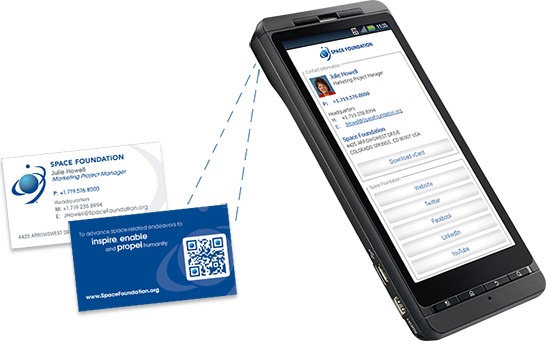 SPACE FOUNDATION
Julie Howell
Marketing Project Manager
P: +1.719.576.8000
Headquarters
M: +1.719.238.8994
E: JHowell@SpaceFoundation.org
4425 ARROWSWEST DR
To advance space-related endeavors to
inspire, enable
and propel humanity.
www.SpaceFoundation.org
11:35
SPACE FOUNDATION
Contact Information
Julie Howell
Marketing Project Manager
P: +1.719.576.8000
Headquarters
M: +1.719.238.8994
E: jhowell@spacefoundation.org
Space Foundation
4425 ARROWSWEST DRIVE
COLORADO SPRINGS, CO 80907 USA
Download vCard
Space Foundation
Website
Twitter
Facebook
LinkedIn
YouTube